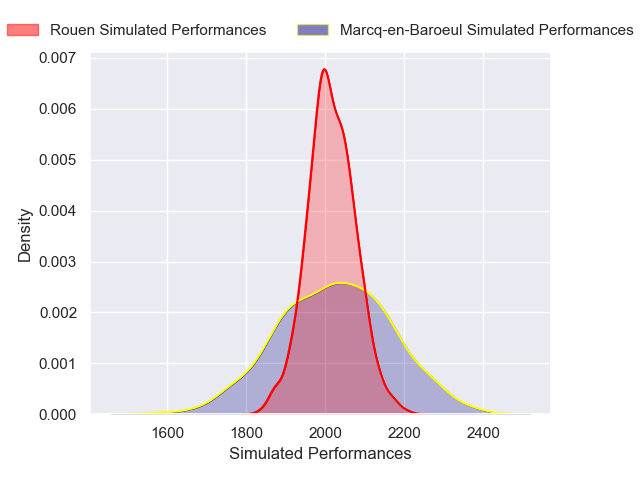 Rouen Simulated Performances
Marcq-en-Baroeul Simulated Performances
0.007
0.006
0.005
0.004
0.003
0.002
0.001
0.000
Density
1600 1800 2000 2200 2400
Simulated Performances